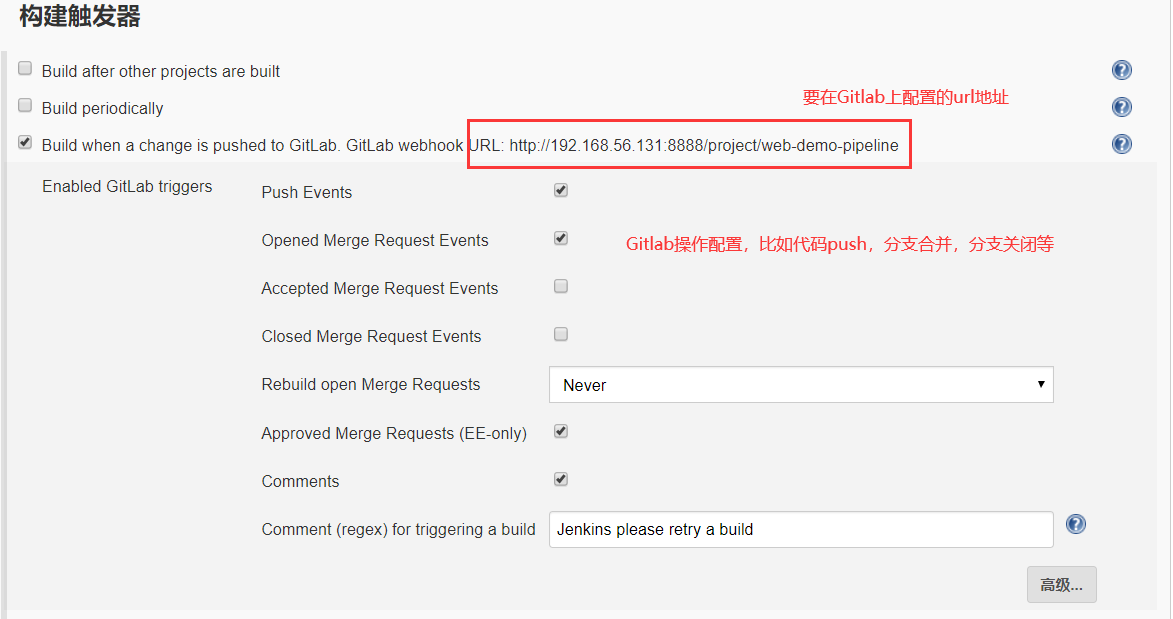 构建触发器
Build after other projects are built
要在Gitlab上配置的url地址
Build periodically
Build when a change is pushed to GitLab. GitLab webhook URL: http://192.168.56.131:8888/project/web-demo-pipeline
Enabled GitLab triggers
Push Events
Opened Merge Request Events
Gitlab操作配置，比如代码push，分支合并，分支关闭等
Accepted Merge Request Events
Closed Merge Request Events
Rebuild open Merge Requests
Never
Approved Merge Requests (EE-only)
Comments
Comment (regex) for triggering a build
Jenkins please retry a build
高级...